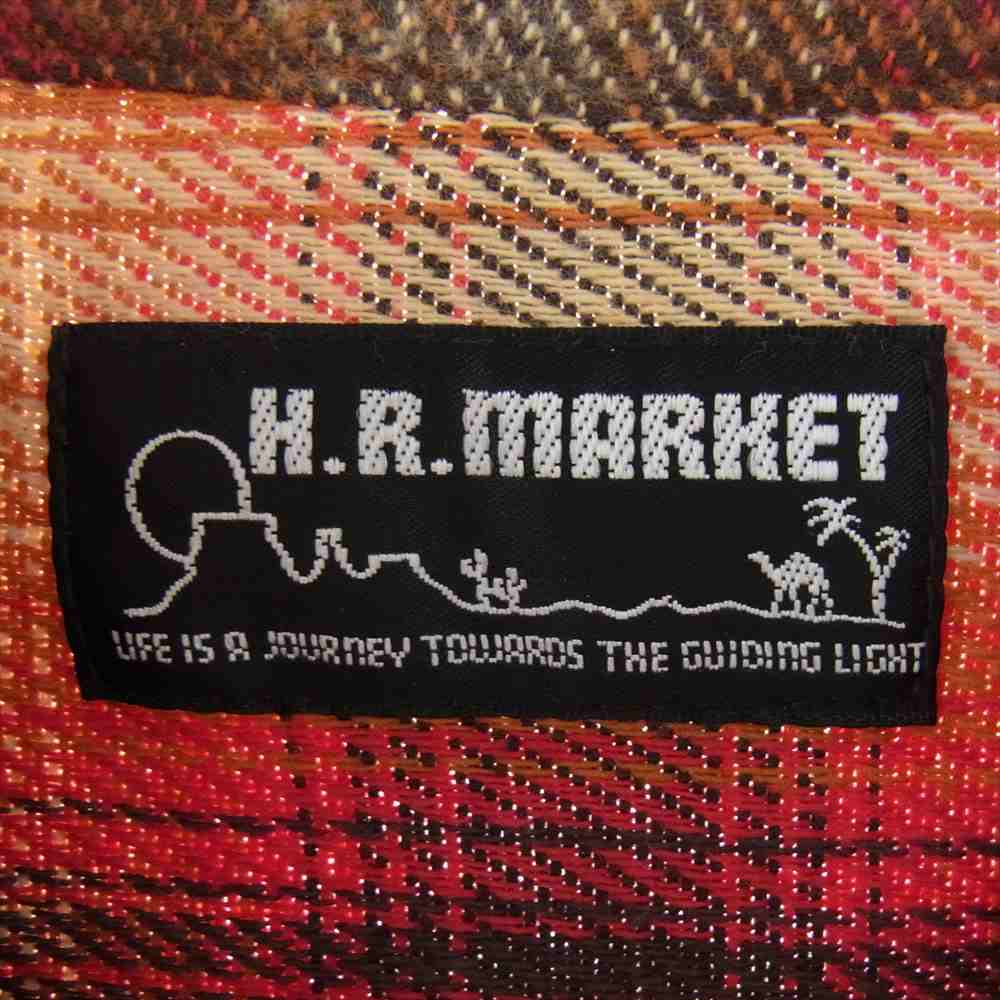 H.R.MARKET
LIFE IS A JOURNEY TOWARDS THE GUIDING LIGHT